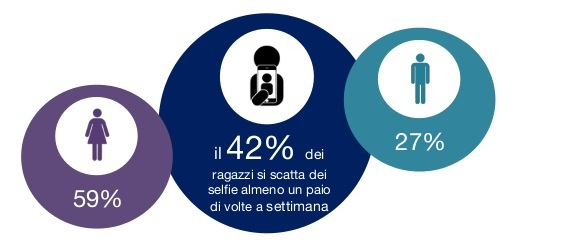 59%
il 42% dei
ragazzi si scatta dei
selfie almeno un paio
di volte a settimana
27%